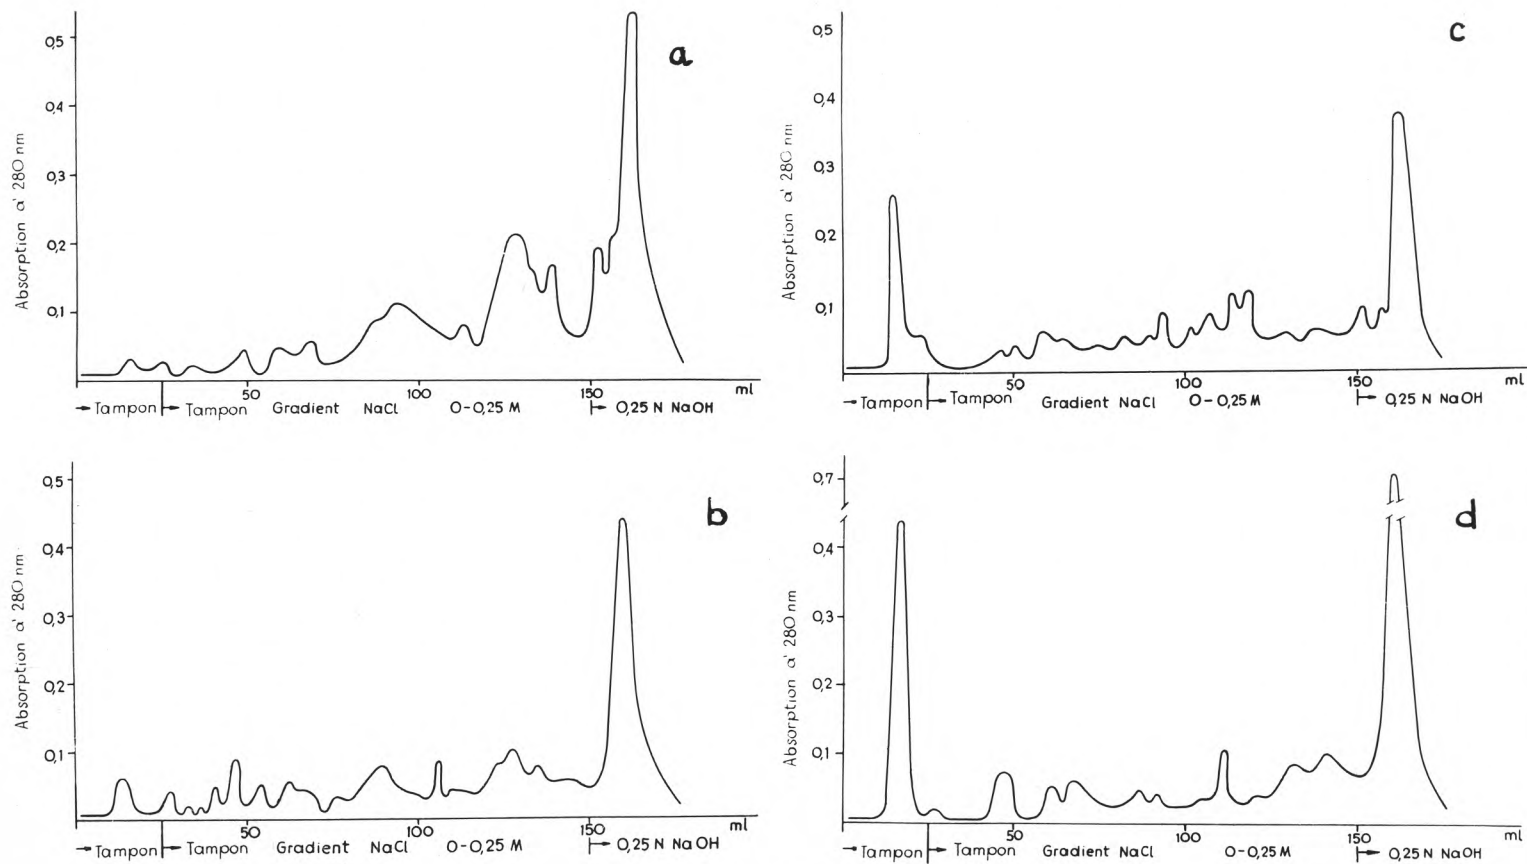 a
Absorption a' 280 nm
0,5
0,4
0,3
0,2
0,1
50 100 150 ml
→ Tampon → Tampon Gradient NaCl O-0,25 M → 0,25 N NaOH
c
Absorption a' 280 nm
0,5
0,4
0,3
0,2
0,1
50 100 150 ml
→ Tampon → Tampon Gradient NaCl O-0,25 M → 0,25 N NaOH
b
Absorption a' 280 nm
0,5
0,4
0,3
0,2
0,1
50 100 150 ml
→ Tampon → Tampon Gradient NaCl O-0,25 M → 0,25 N NaOH
d
Absorption a' 280 nm
0,7
0,4
0,3
0,2
0,1
50 100 150 ml
→ Tampon → Tampon Gradient NaCl O-0,25 M → 0,25 N NaOH